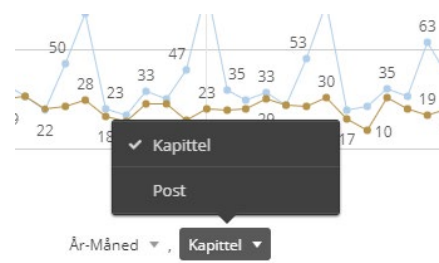 63
50 47 53
28 23 33 23 35 33 30 35 19
22 18 29 17 10
✓ Kapittel
Post
År-Måned ▾ , Kapittel ▾